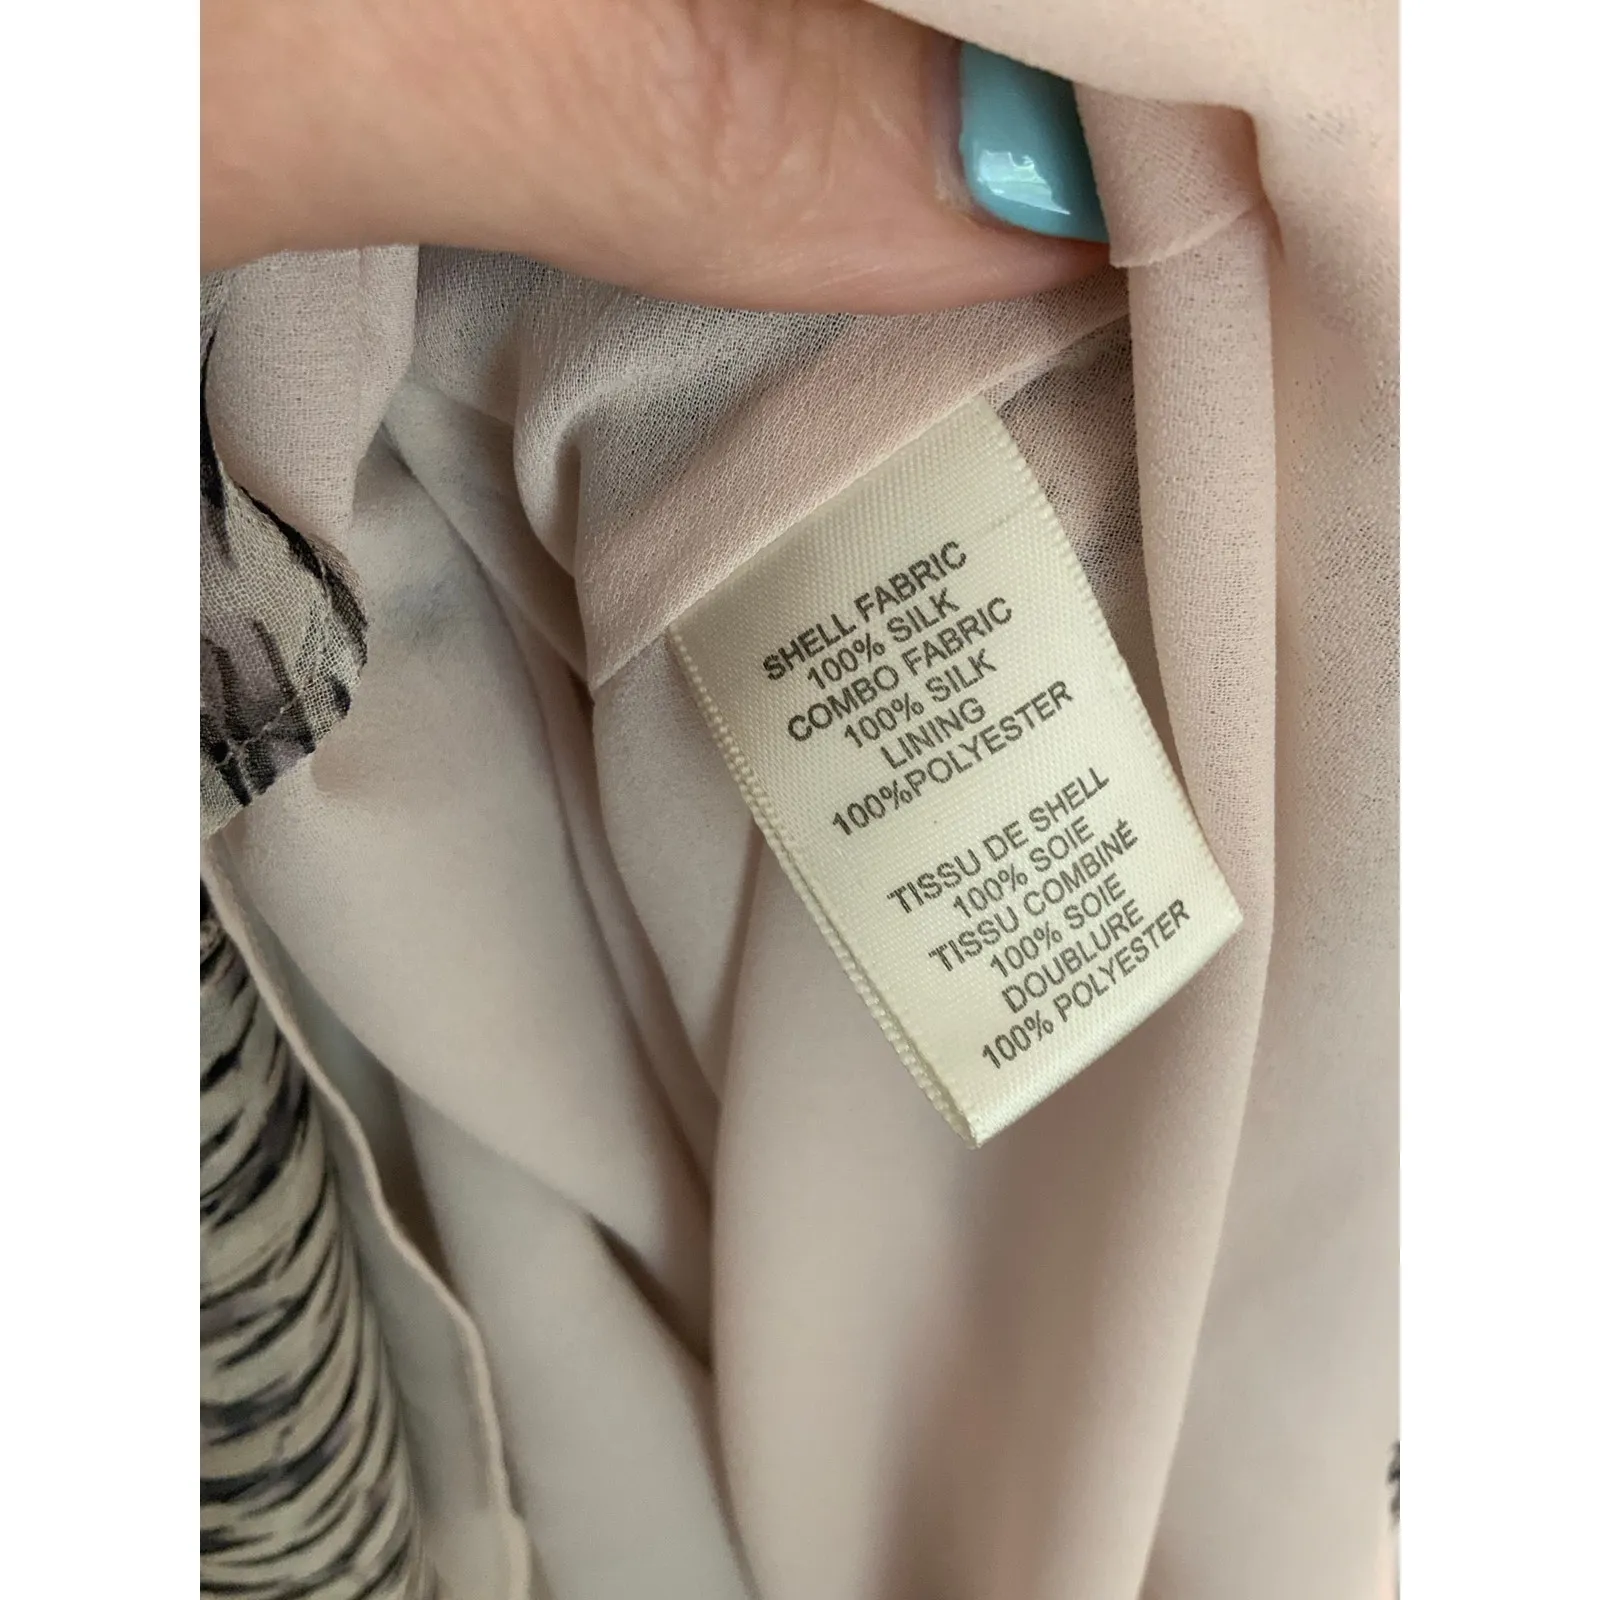 SHELL FABRIC
100% SILK
COMBO FABRIC
100% SILK
LINING
100%POLYESTER
TISSU DE SHELL
100% SOIE
TISSU COMBINÉ
100% SOIE
DOUBLURE
100% POLYESTER